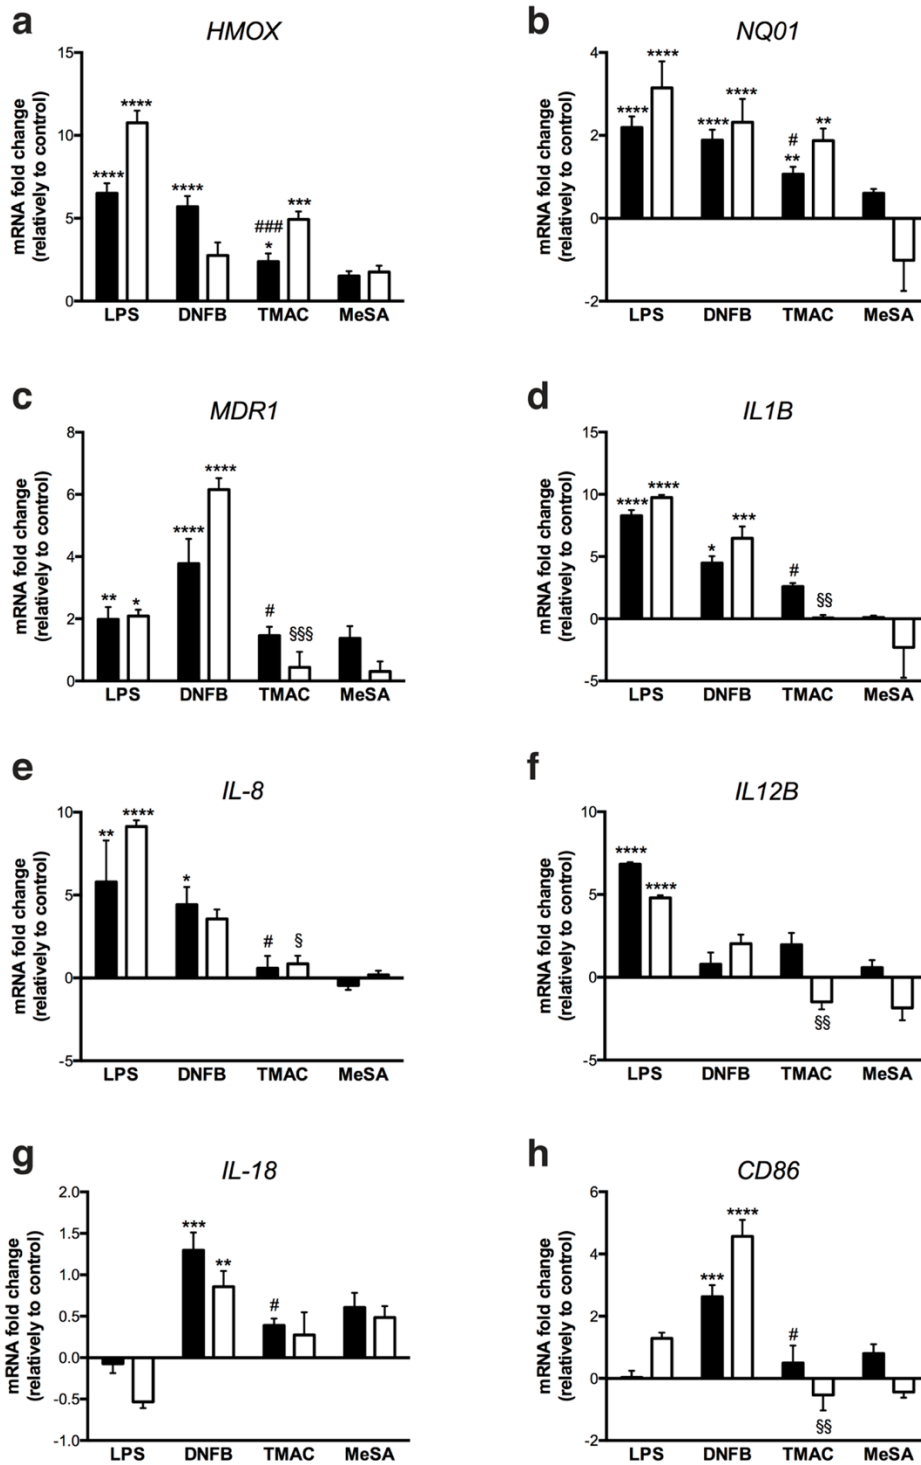 a
HMOX
mRNA fold change
(relatively to control)
15
10
5
0
****
****
****
###
*
***
LPS DNFB TMAC MeSA
b
NQ01
mRNA fold change
(relatively to control)
4
2
0
-2
****
****
****
****
#
**
**
LPS DNFB TMAC MeSA
c
MDR1
mRNA fold change
(relatively to control)
8
6
4
2
0
**
*
****
****
#
§§§
LPS DNFB TMAC MeSA
d
IL1B
mRNA fold change
(relatively to control)
15
10
5
0
-5
****
****
*
***
#
§§
LPS DNFB TMAC MeSA
e
IL-8
mRNA fold change
(relatively to control)
10
5
0
-5
**
****
*
#
§
LPS DNFB TMAC MeSA
f
IL12B
mRNA fold change
(relatively to control)
10
5
0
-5
****
****
§§
LPS DNFB TMAC MeSA
g
IL-18
mRNA fold change
(relatively to control)
2.0
1.5
1.0
0.5
0.0
-0.5
-1.0
***
**
#
LPS DNFB TMAC MeSA
h
CD86
mRNA fold change
(relatively to control)
6
4
2
0
-2
***
****
#
§§
LPS DNFB TMAC MeSA